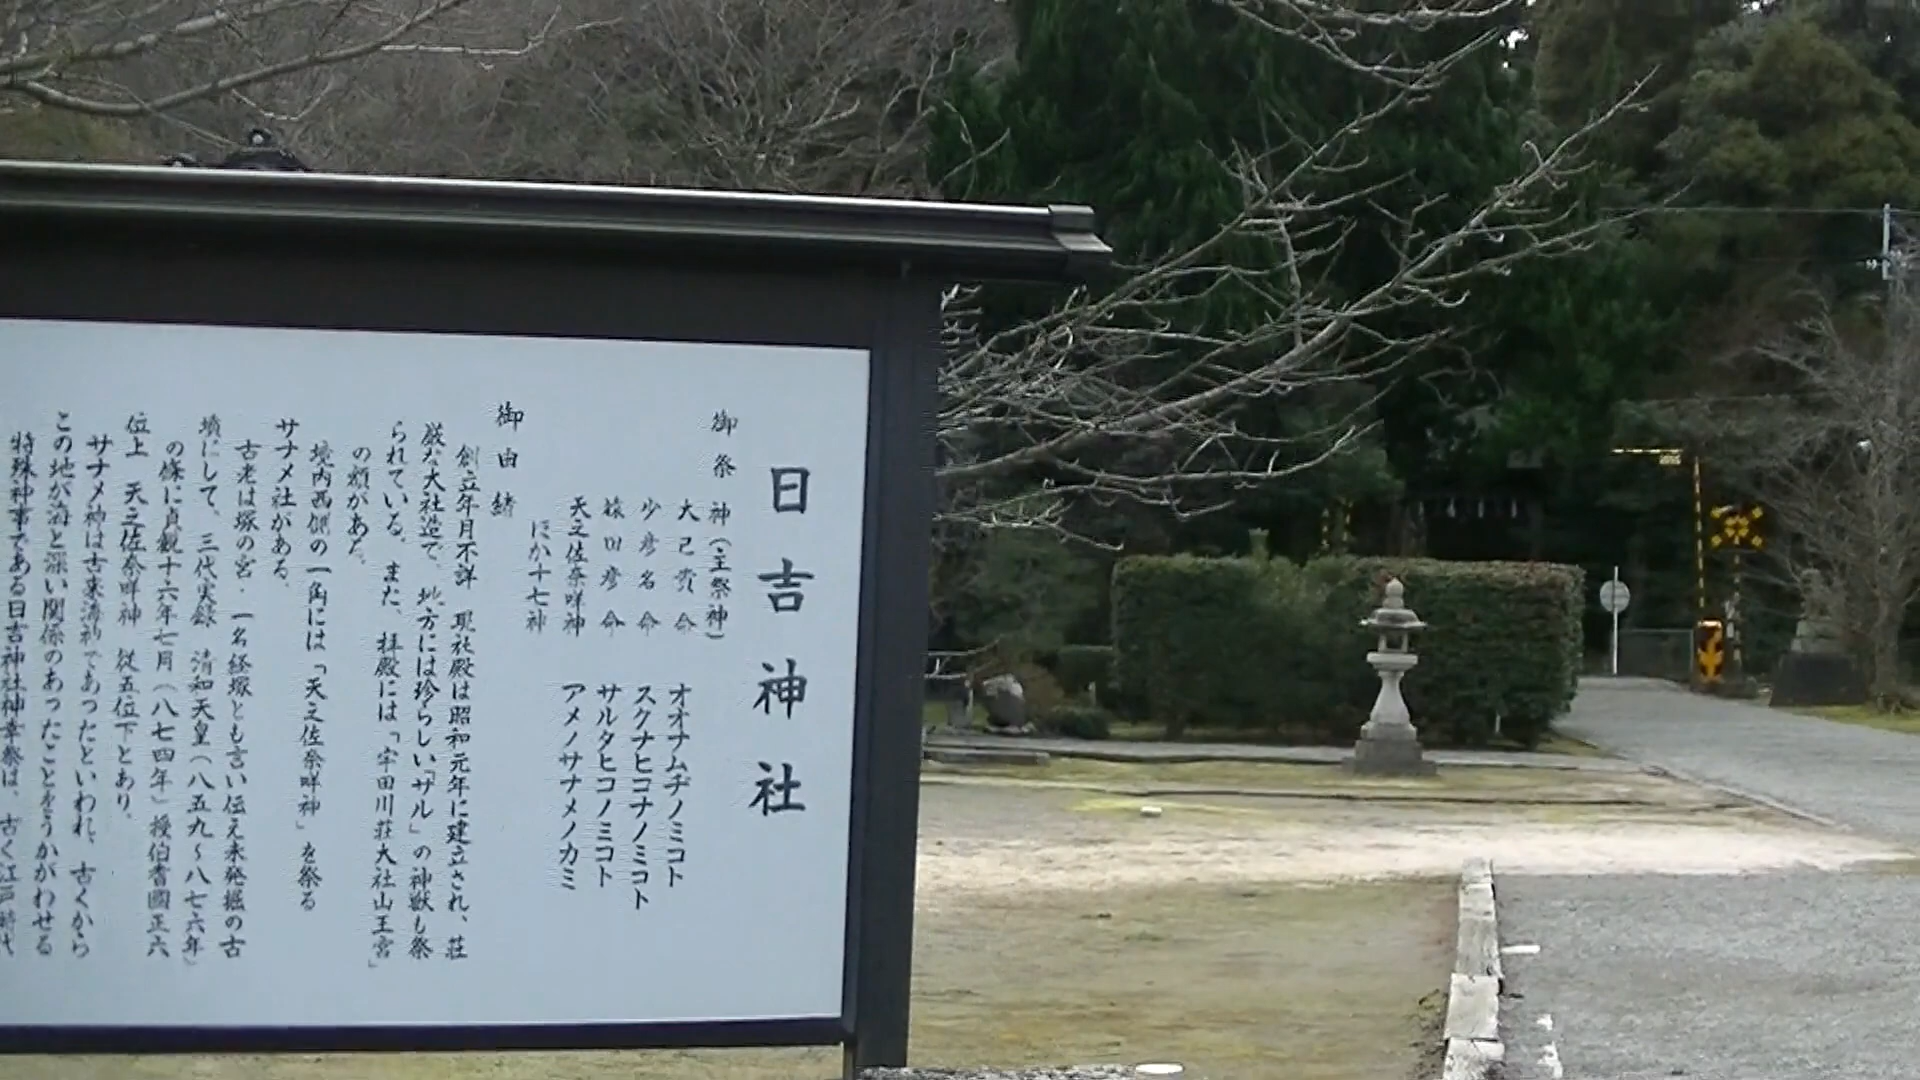 日吉神社
御祭神(主祭神)
大己貴命 オオナムヂノミコト
少彦名命 スクナヒコナノミコト
猿田彦命 サルタヒコノミコト
天之佐奈咩神 アメノサナメノカミ
ほか十七神
御由緒
創立年月不詳 現社殿は昭和元年に建立され、荘
厳な大社造で、地方には珍らしい「ザル」の神獣も祭
られている。また、拝殿には「宇田川荘大社山王宮」
の額がある。
境内西側の一角には「天之佐奈咩神」を祭る
サナメ社がある。
古老は塚の宮・一名経塚とも言い伝え未発掘の古
墳にして、三代実録 清和天皇(八五九~八七六年)
の條に貞観十六年七月(八七四年)授伯耆國正六
位上 天之佐奈咩神 従五位下とあり。
サナメ神は古来海神であったといわれ、古くから
この地が海と深い関係のあったことをうかがわせる
特殊神事である日吉神社神幸祭は、古く江戸時代